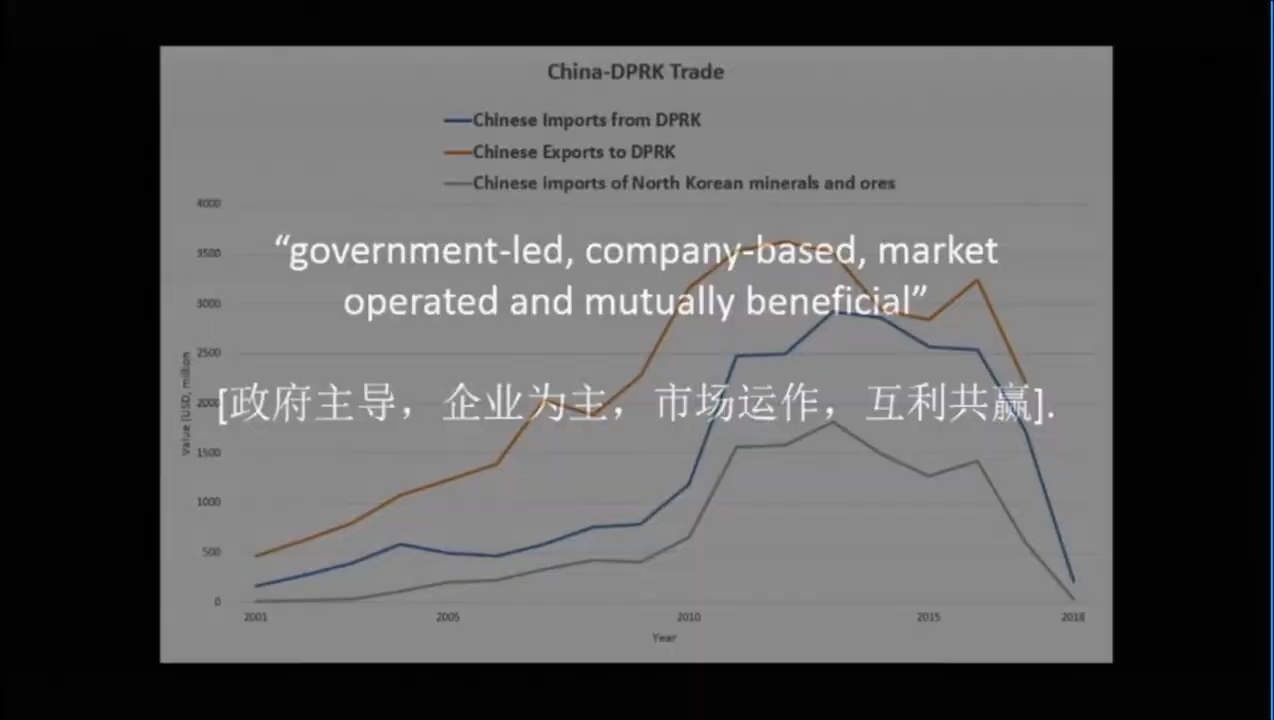 China-DPRK Trade
Chinese Imports from DPRK
Chinese Exports to DPRK
Chinese Imports of North Korean minerals and ores
4000
3500
3000
2500
2000
1500
1000
500
0
Value (USD, million
“government-led, company-based, market
operated and mutually beneficial”
[政府主导，企业为主，市场运作，互利共赢].
2001 2005 2010 2015 2018
Year